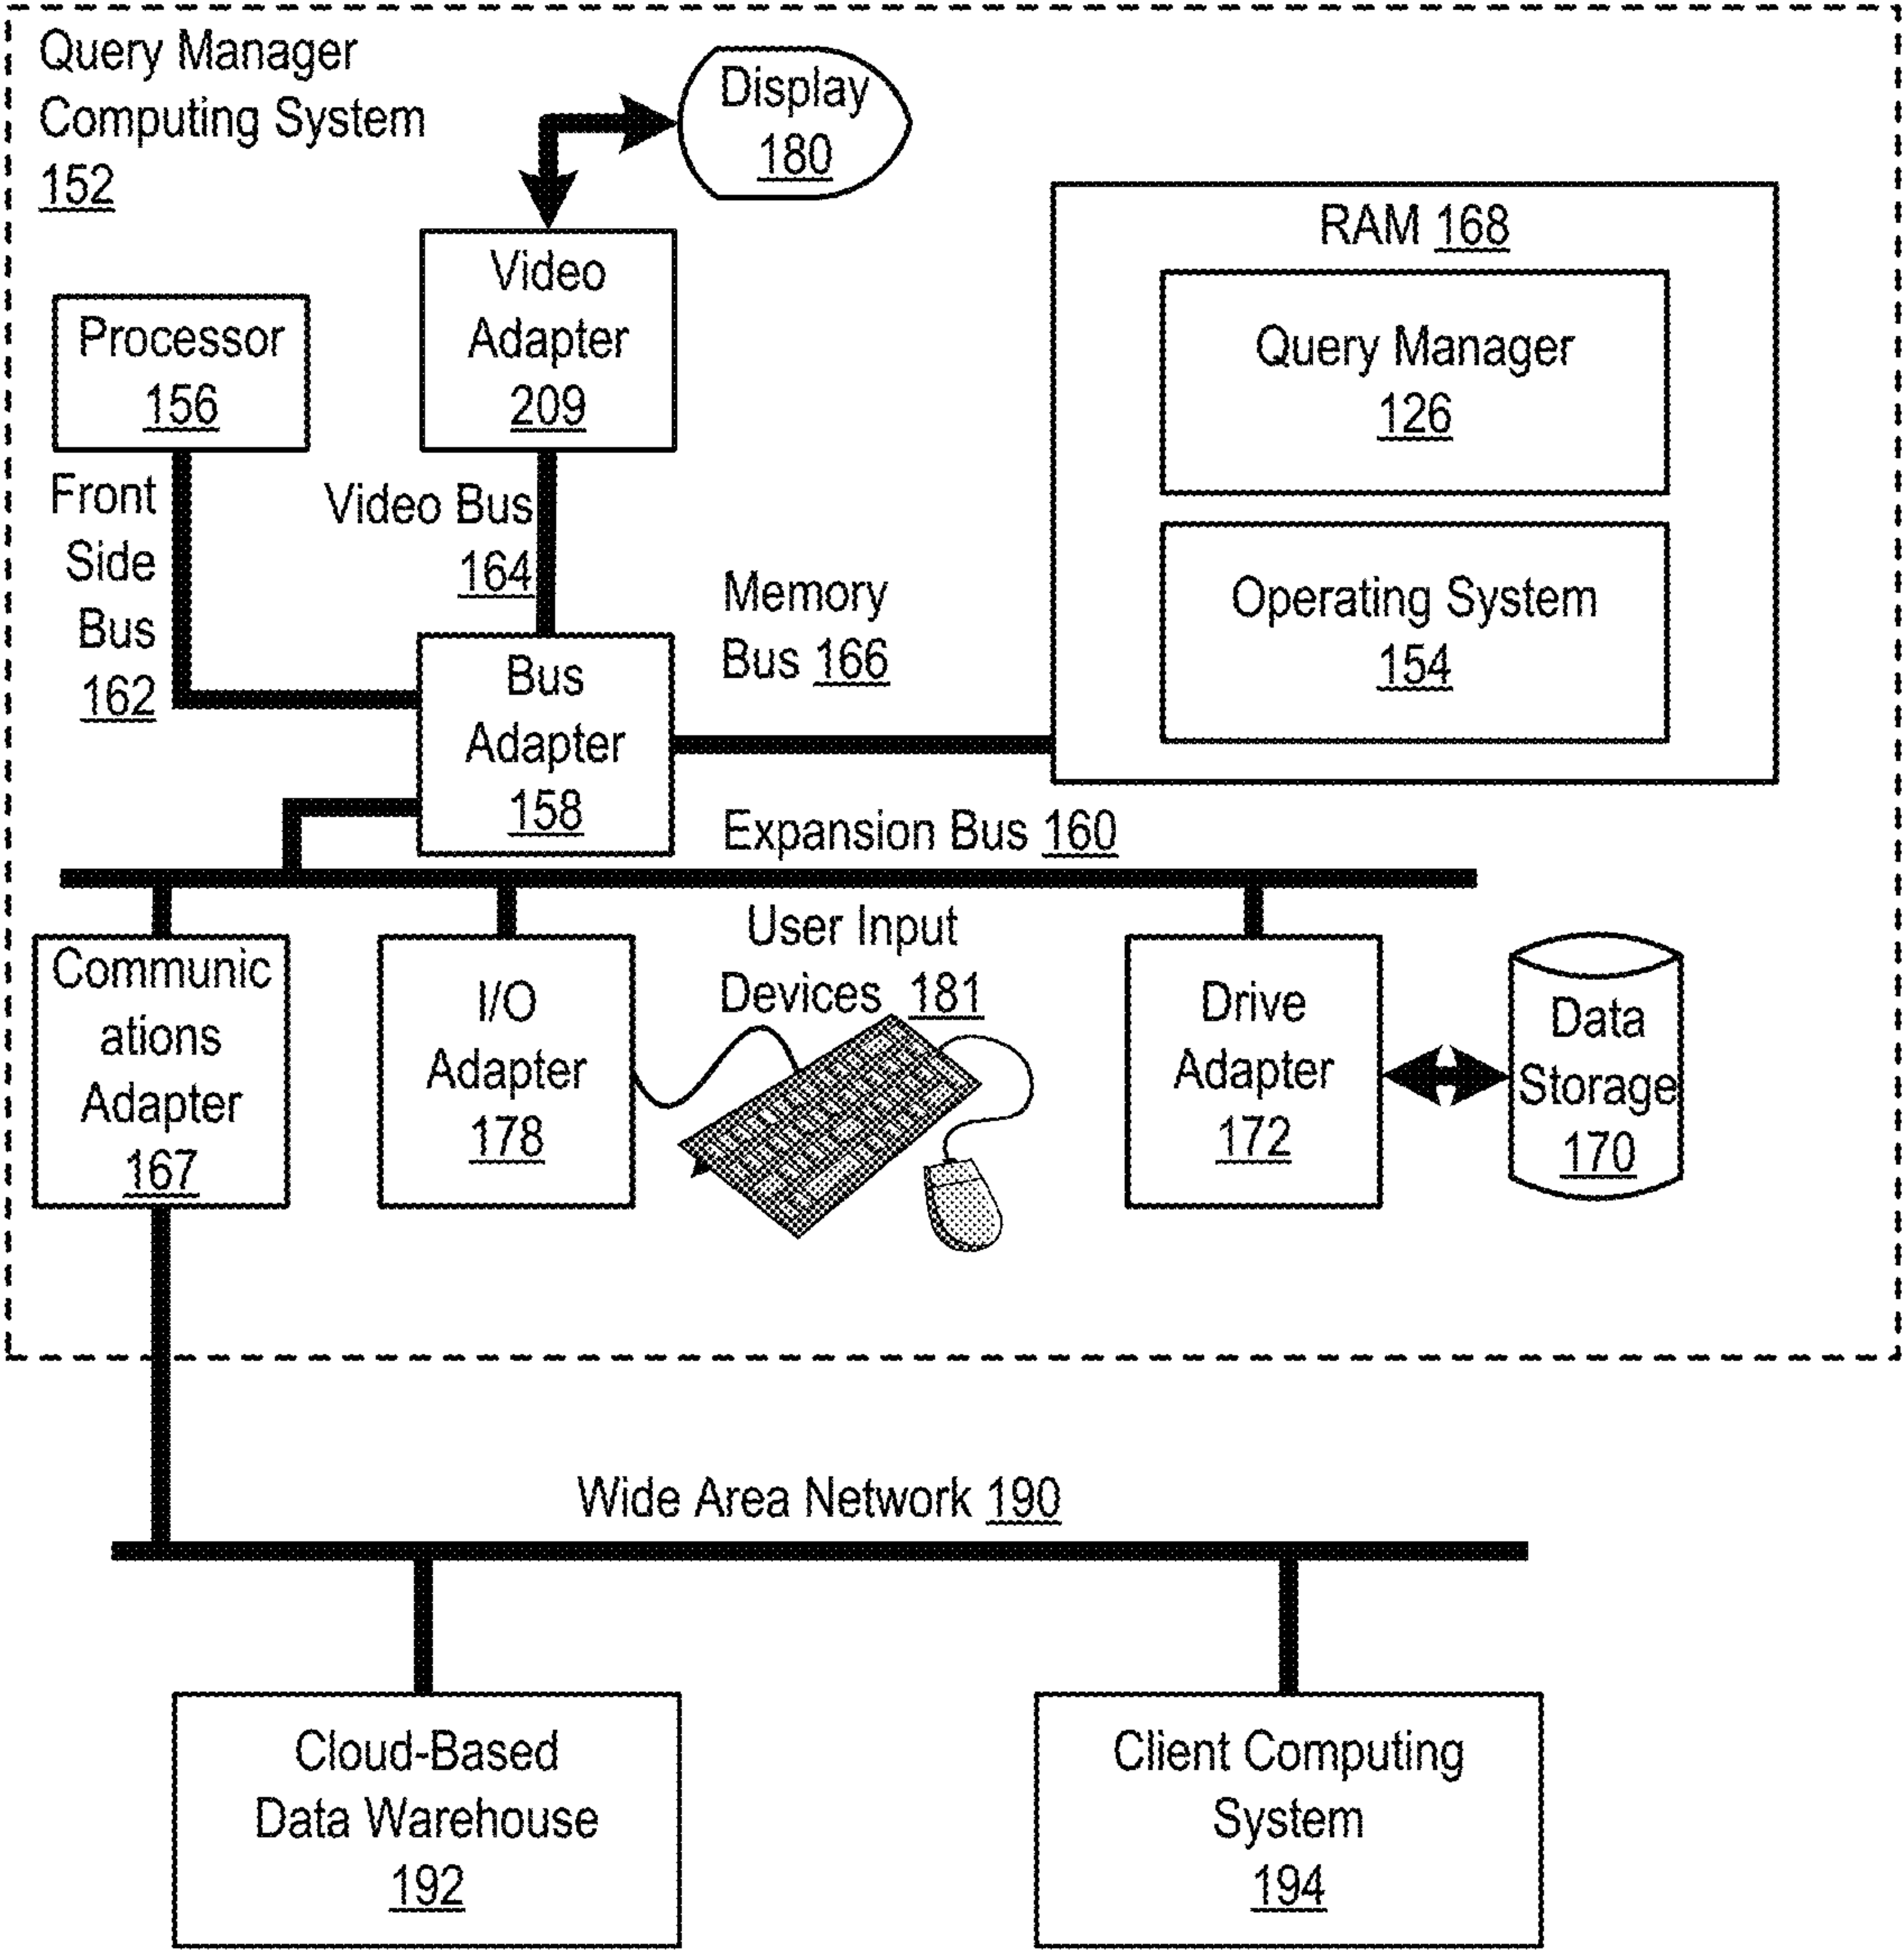 Query Manager
Computing System
152
Display
180
RAM 168
Video
Adapter
209
Processor
156
Query Manager
126
Front
Side
Bus
162
Video Bus
164
Operating System
154
Memory
Bus 166
Bus
Adapter
158
Expansion Bus 160
Communic
ations
Adapter
167
I/O
Adapter
178
User Input
Devices 181
Drive
Adapter
172
Data
Storage
170
Wide Area Network 190
Cloud-Based
Data Warehouse
192
Client Computing
System
194